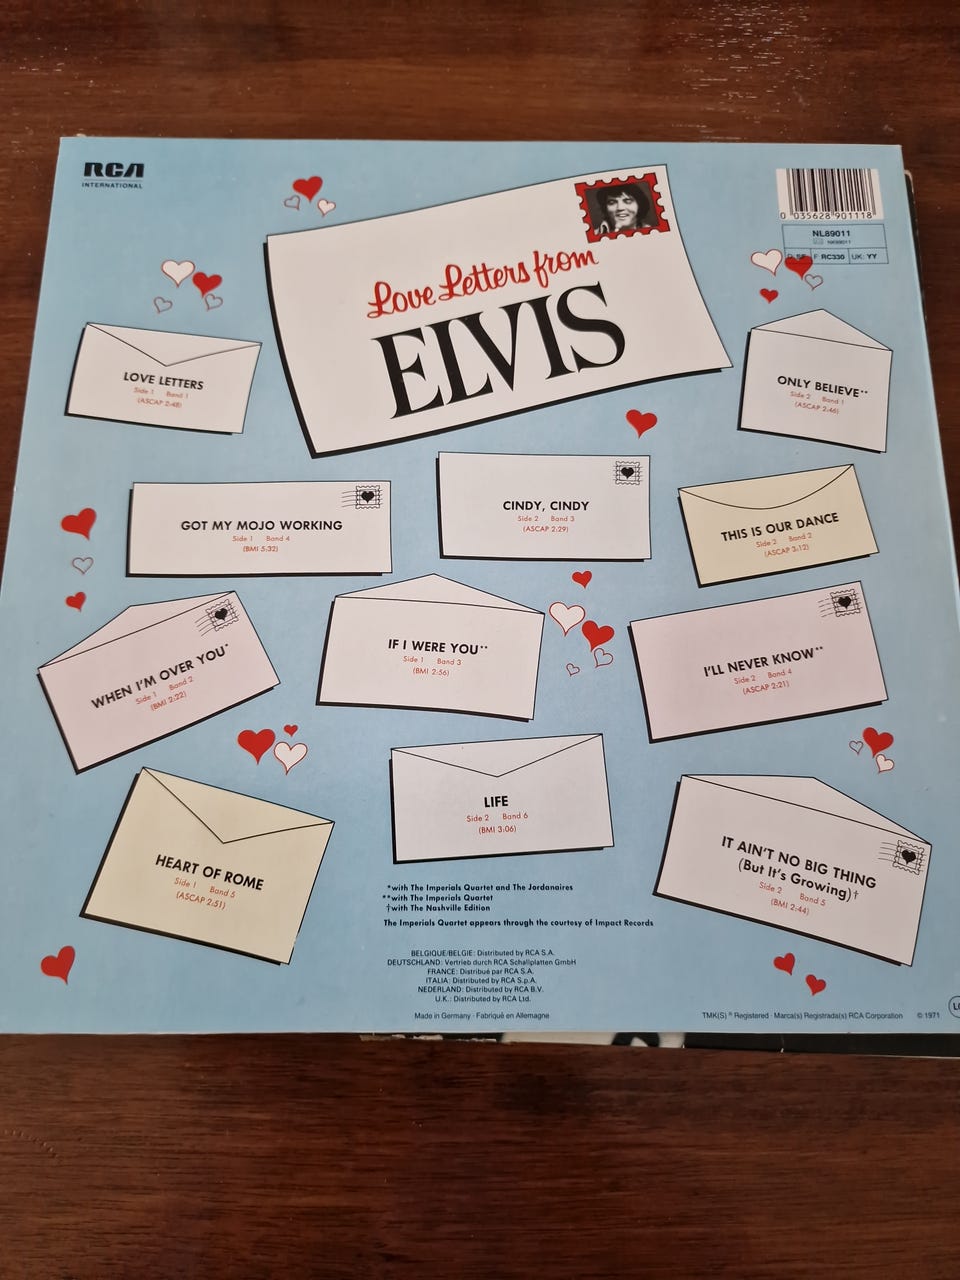 RCA
INTERNATIONAL
0 035628 901118
NL89011
NK89011
F: RC330 UK: YY
Love Letters from
ELVIS
LOVE LETTERS
Side 1 Band 1
(ASCAP 2:48)
ONLY BELIEVE**
Side 2 Band 1
(ASCAP 2:46)
GOT MY MOJO WORKING
Side 1 Band 4
(BMI 5:32)
CINDY, CINDY
Side 2 Band 3
(ASCAP 2:29)
THIS IS OUR DANCE
Side 2 Band 2
(ASCAP 3:12)
WHEN I'M OVER YOU*
Side 1 Band 2
(BMI 2:22)
IF I WERE YOU**
Side 1 Band 3
(BMI 2:56)
I'LL NEVER KNOW**
Side 2 Band 4
(ASCAP 2:21)
HEART OF ROME
Side 1 Band 5
(ASCAP 2:51)
LIFE
Side 2 Band 6
(BMI 3:06)
IT AIN'T NO BIG THING
(But It's Growing)†
Side 2 Band 5
(BMI 2:44)
*with The Imperials Quartet and The Jordanaires
**with The Imperials Quartet
†with The Nashville Edition
The Imperials Quartet appears through the courtesy of Impact Records
BELGIQUE/BELGIE: Distributed by RCA S.A.
DEUTSCHLAND: Vertrieb durch RCA Schallplatten GmbH
FRANCE: Distribué par RCA S.A.
ITALIA: Distributed by RCA S.p.A.
NEDERLAND: Distributed by RCA B.V.
U.K.: Distributed by RCA Ltd.
Made in Germany · Fabriqué en Allemagne
TMK(S) ® Registered · Marca(s) Registrada(s) RCA Corporation © 1971